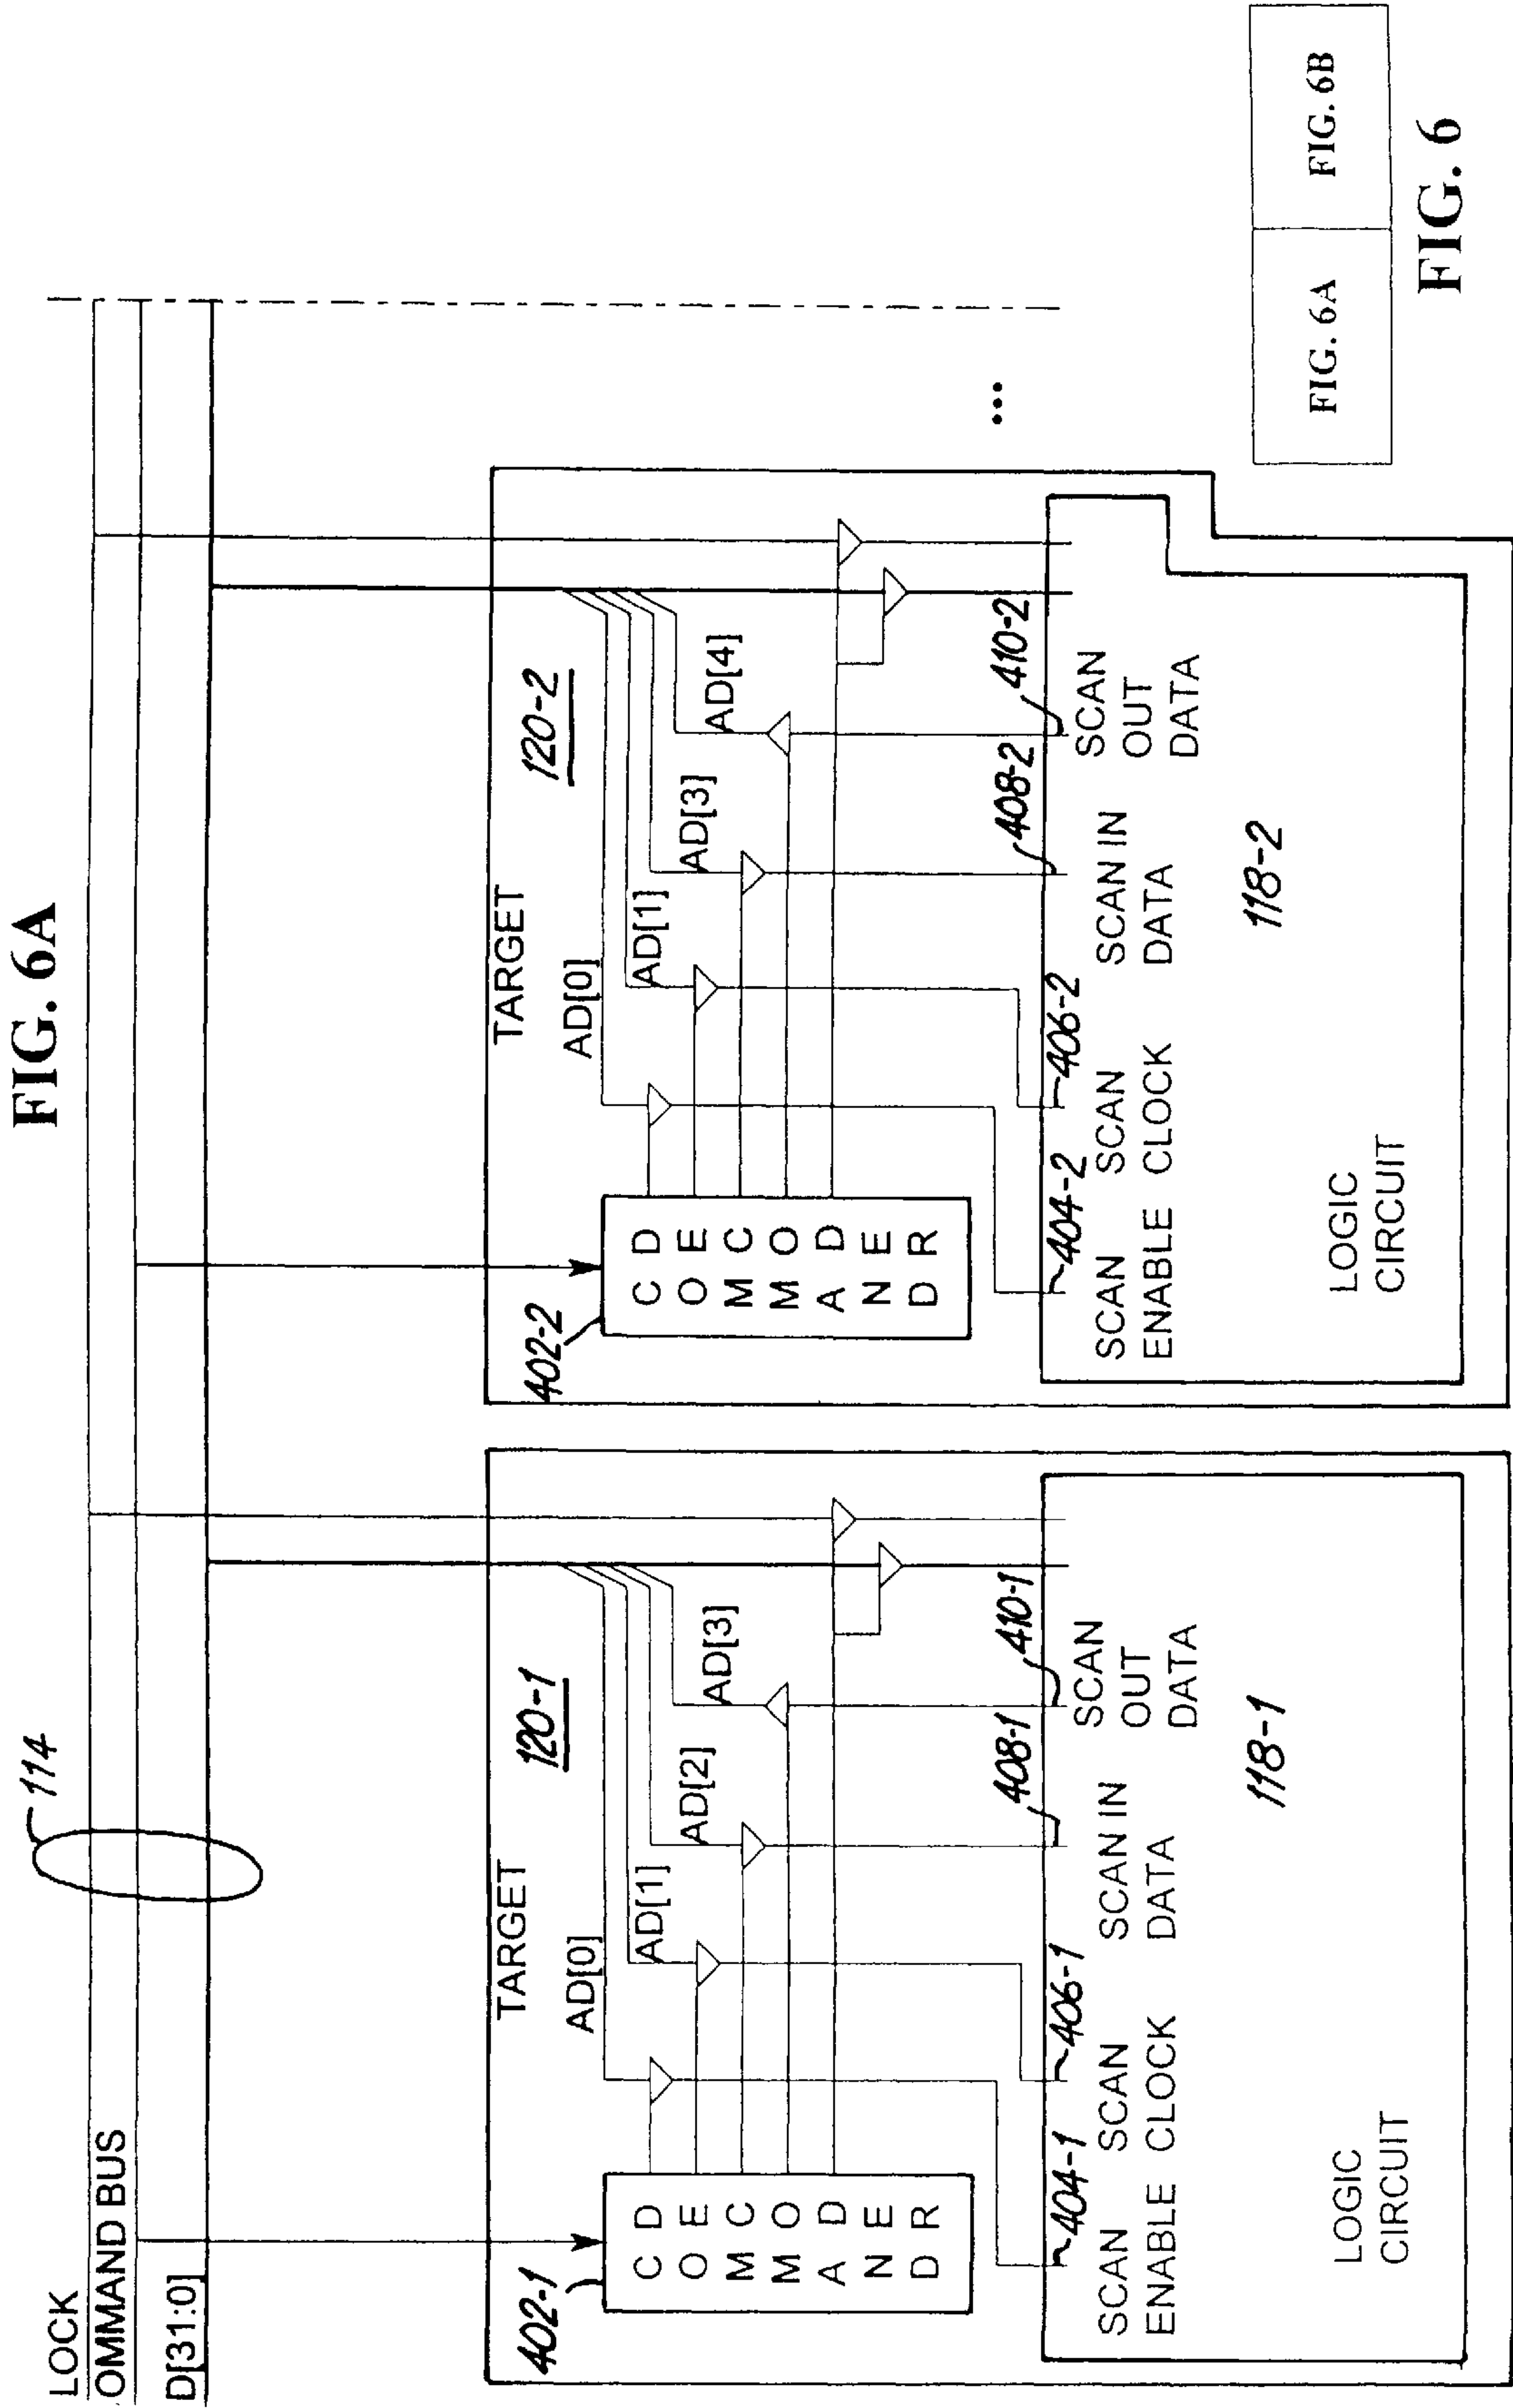 FIG. 6A
114
LOCK
OMMAND BUS
D[31:0]
TARGET
120-1
AD[0]
AD[1]
AD[2]
AD[3]
402-1
C D
O E
M C
M O
A D
N E
D R
404-1
406-1
408-1
410-1
SCAN ENABLE
SCAN CLOCK
SCAN IN DATA
SCAN OUT DATA
LOGIC CIRCUIT
118-1
TARGET
120-2
AD[0]
AD[1]
AD[3]
AD[4]
402-2
C D
O E
M C
M O
A D
N E
D R
404-2
406-2
408-2
410-2
SCAN ENABLE
SCAN CLOCK
SCAN IN DATA
SCAN OUT DATA
LOGIC CIRCUIT
118-2
...
FIG. 6A
FIG. 6B
FIG. 6